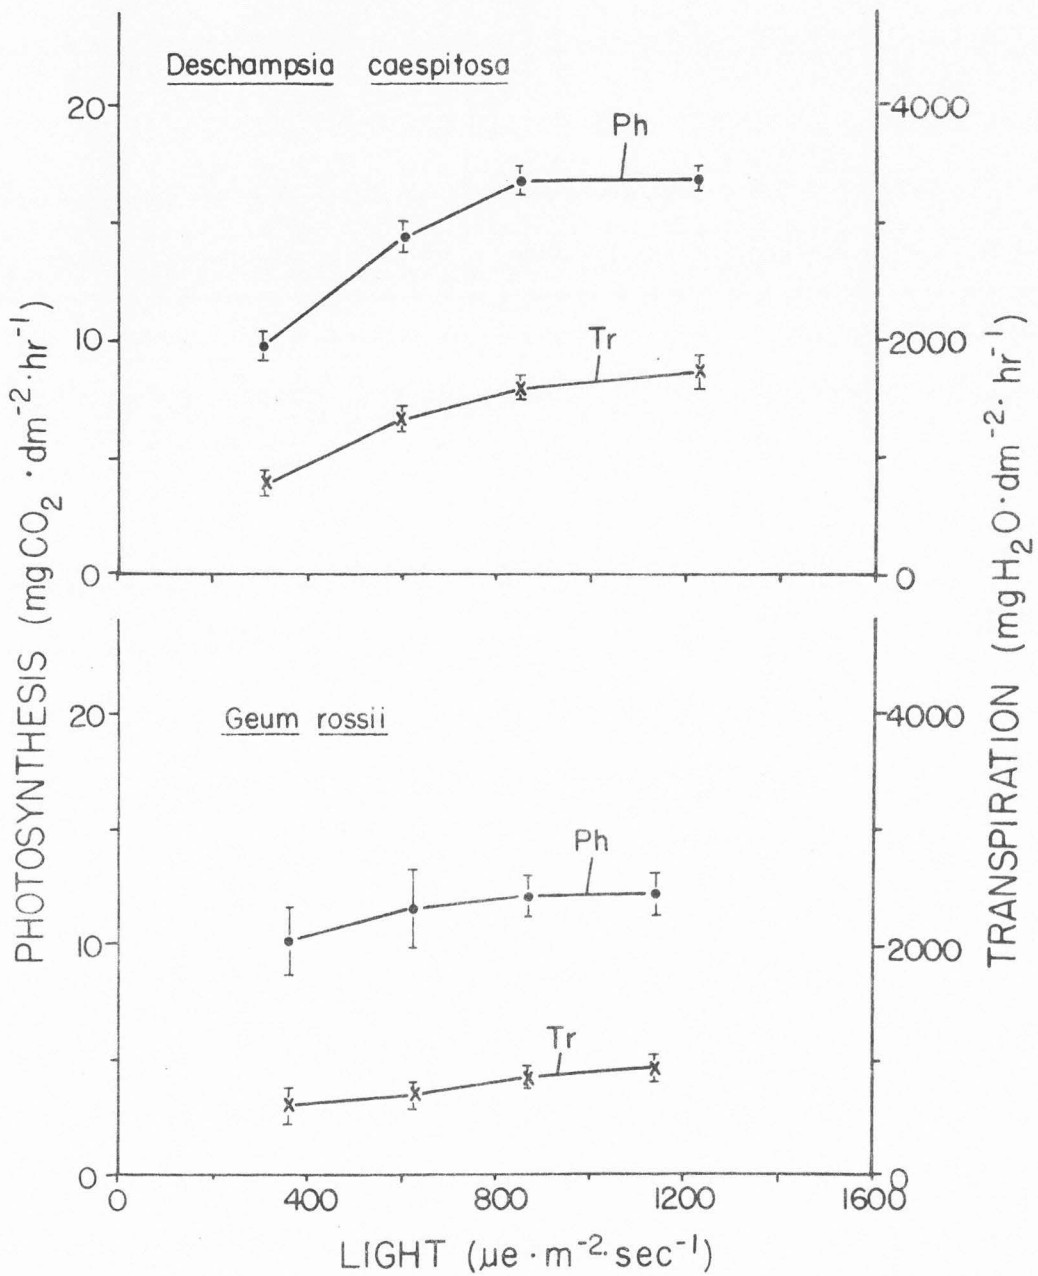 Deschampsia caespitosa
20
4000
Ph
10
2000
Tr
0
0
PHOTOSYNTHESIS (mg CO₂ · dm⁻² · hr⁻¹)
TRANSPIRATION (mg H₂O · dm⁻² · hr⁻¹)
Geum rossii
20
4000
Ph
10
2000
Tr
0
0
0
400
800
1200
1600
LIGHT (µe · m⁻² · sec⁻¹)